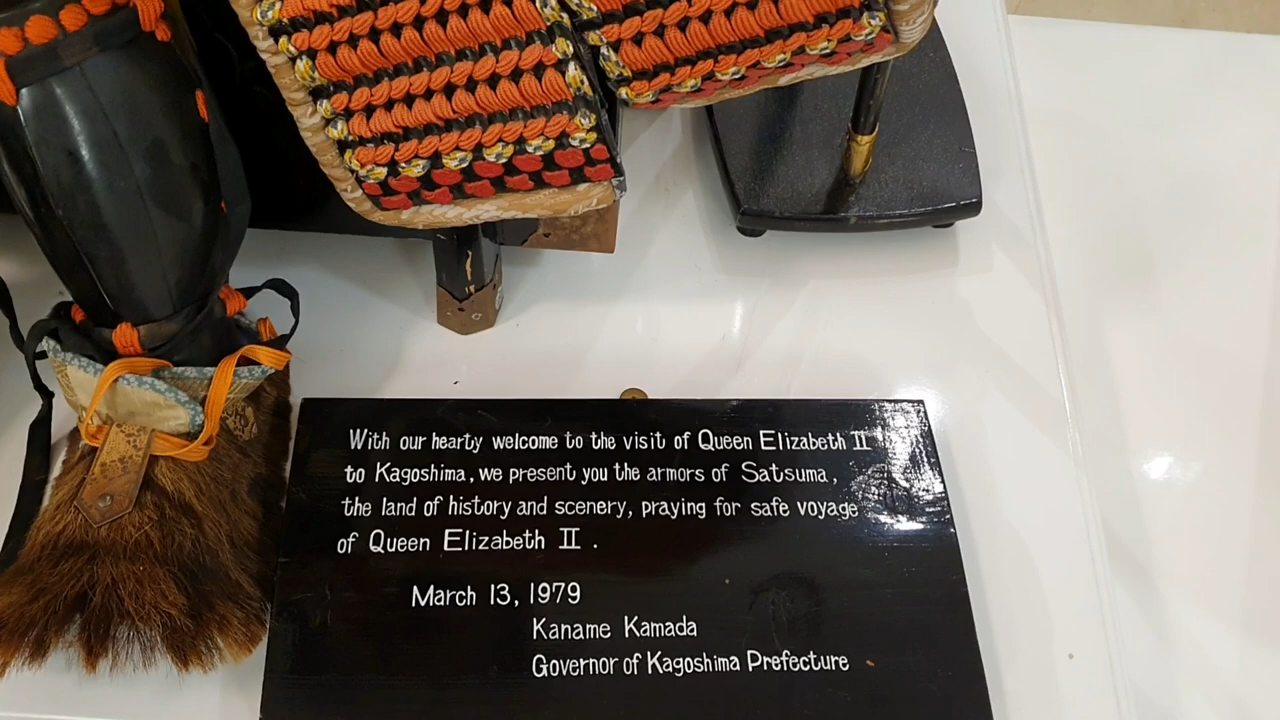 With our hearty welcome to the visit of Queen Elizabeth II
to Kagoshima, we present you the armors of Satsuma,
the land of history and scenery, praying for safe voyage
of Queen Elizabeth II.
March 13, 1979
Kaname Kamada
Governor of Kagoshima Prefecture